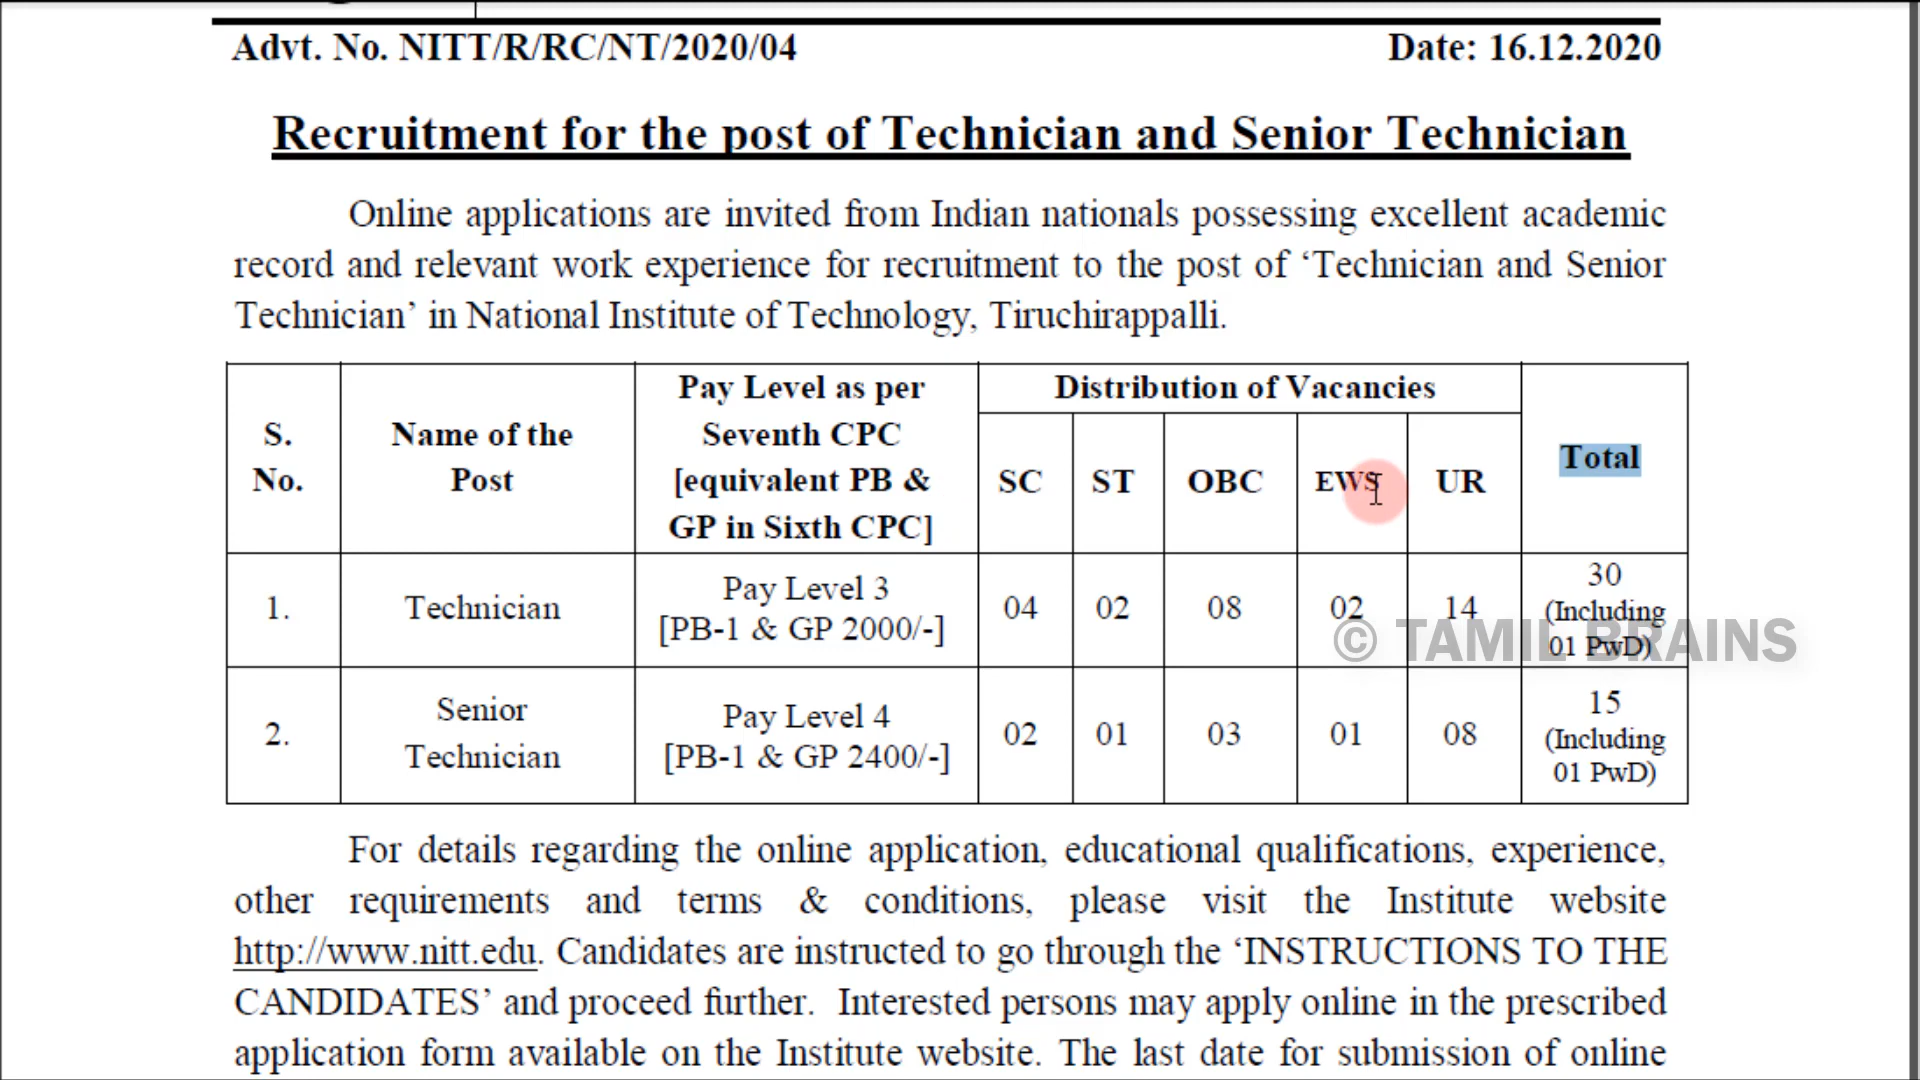 Advt. No. NITT/R/RC/NT/2020/04 Date: 16.12.2020
Recruitment for the post of Technician and Senior Technician
Online applications are invited from Indian nationals possessing excellent academic
record and relevant work experience for recruitment to the post of ‘Technician and Senior
Technician’ in National Institute of Technology, Tiruchirappalli.
S. No. Name of the Post Pay Level as per Seventh CPC [equivalent PB & GP in Sixth CPC] Distribution of Vacancies Total
SC ST OBC EWS UR
1. Technician Pay Level 3 [PB-1 & GP 2000/-] 04 02 08 02 14 30 (Including 01 PwD)
© TAMIL BRAINS
2. Senior Technician Pay Level 4 [PB-1 & GP 2400/-] 02 01 03 01 08 15 (Including 01 PwD)
For details regarding the online application, educational qualifications, experience,
other requirements and terms & conditions, please visit the Institute website
http://www.nitt.edu. Candidates are instructed to go through the ‘INSTRUCTIONS TO THE
CANDIDATES’ and proceed further. Interested persons may apply online in the prescribed
application form available on the Institute website. The last date for submission of online